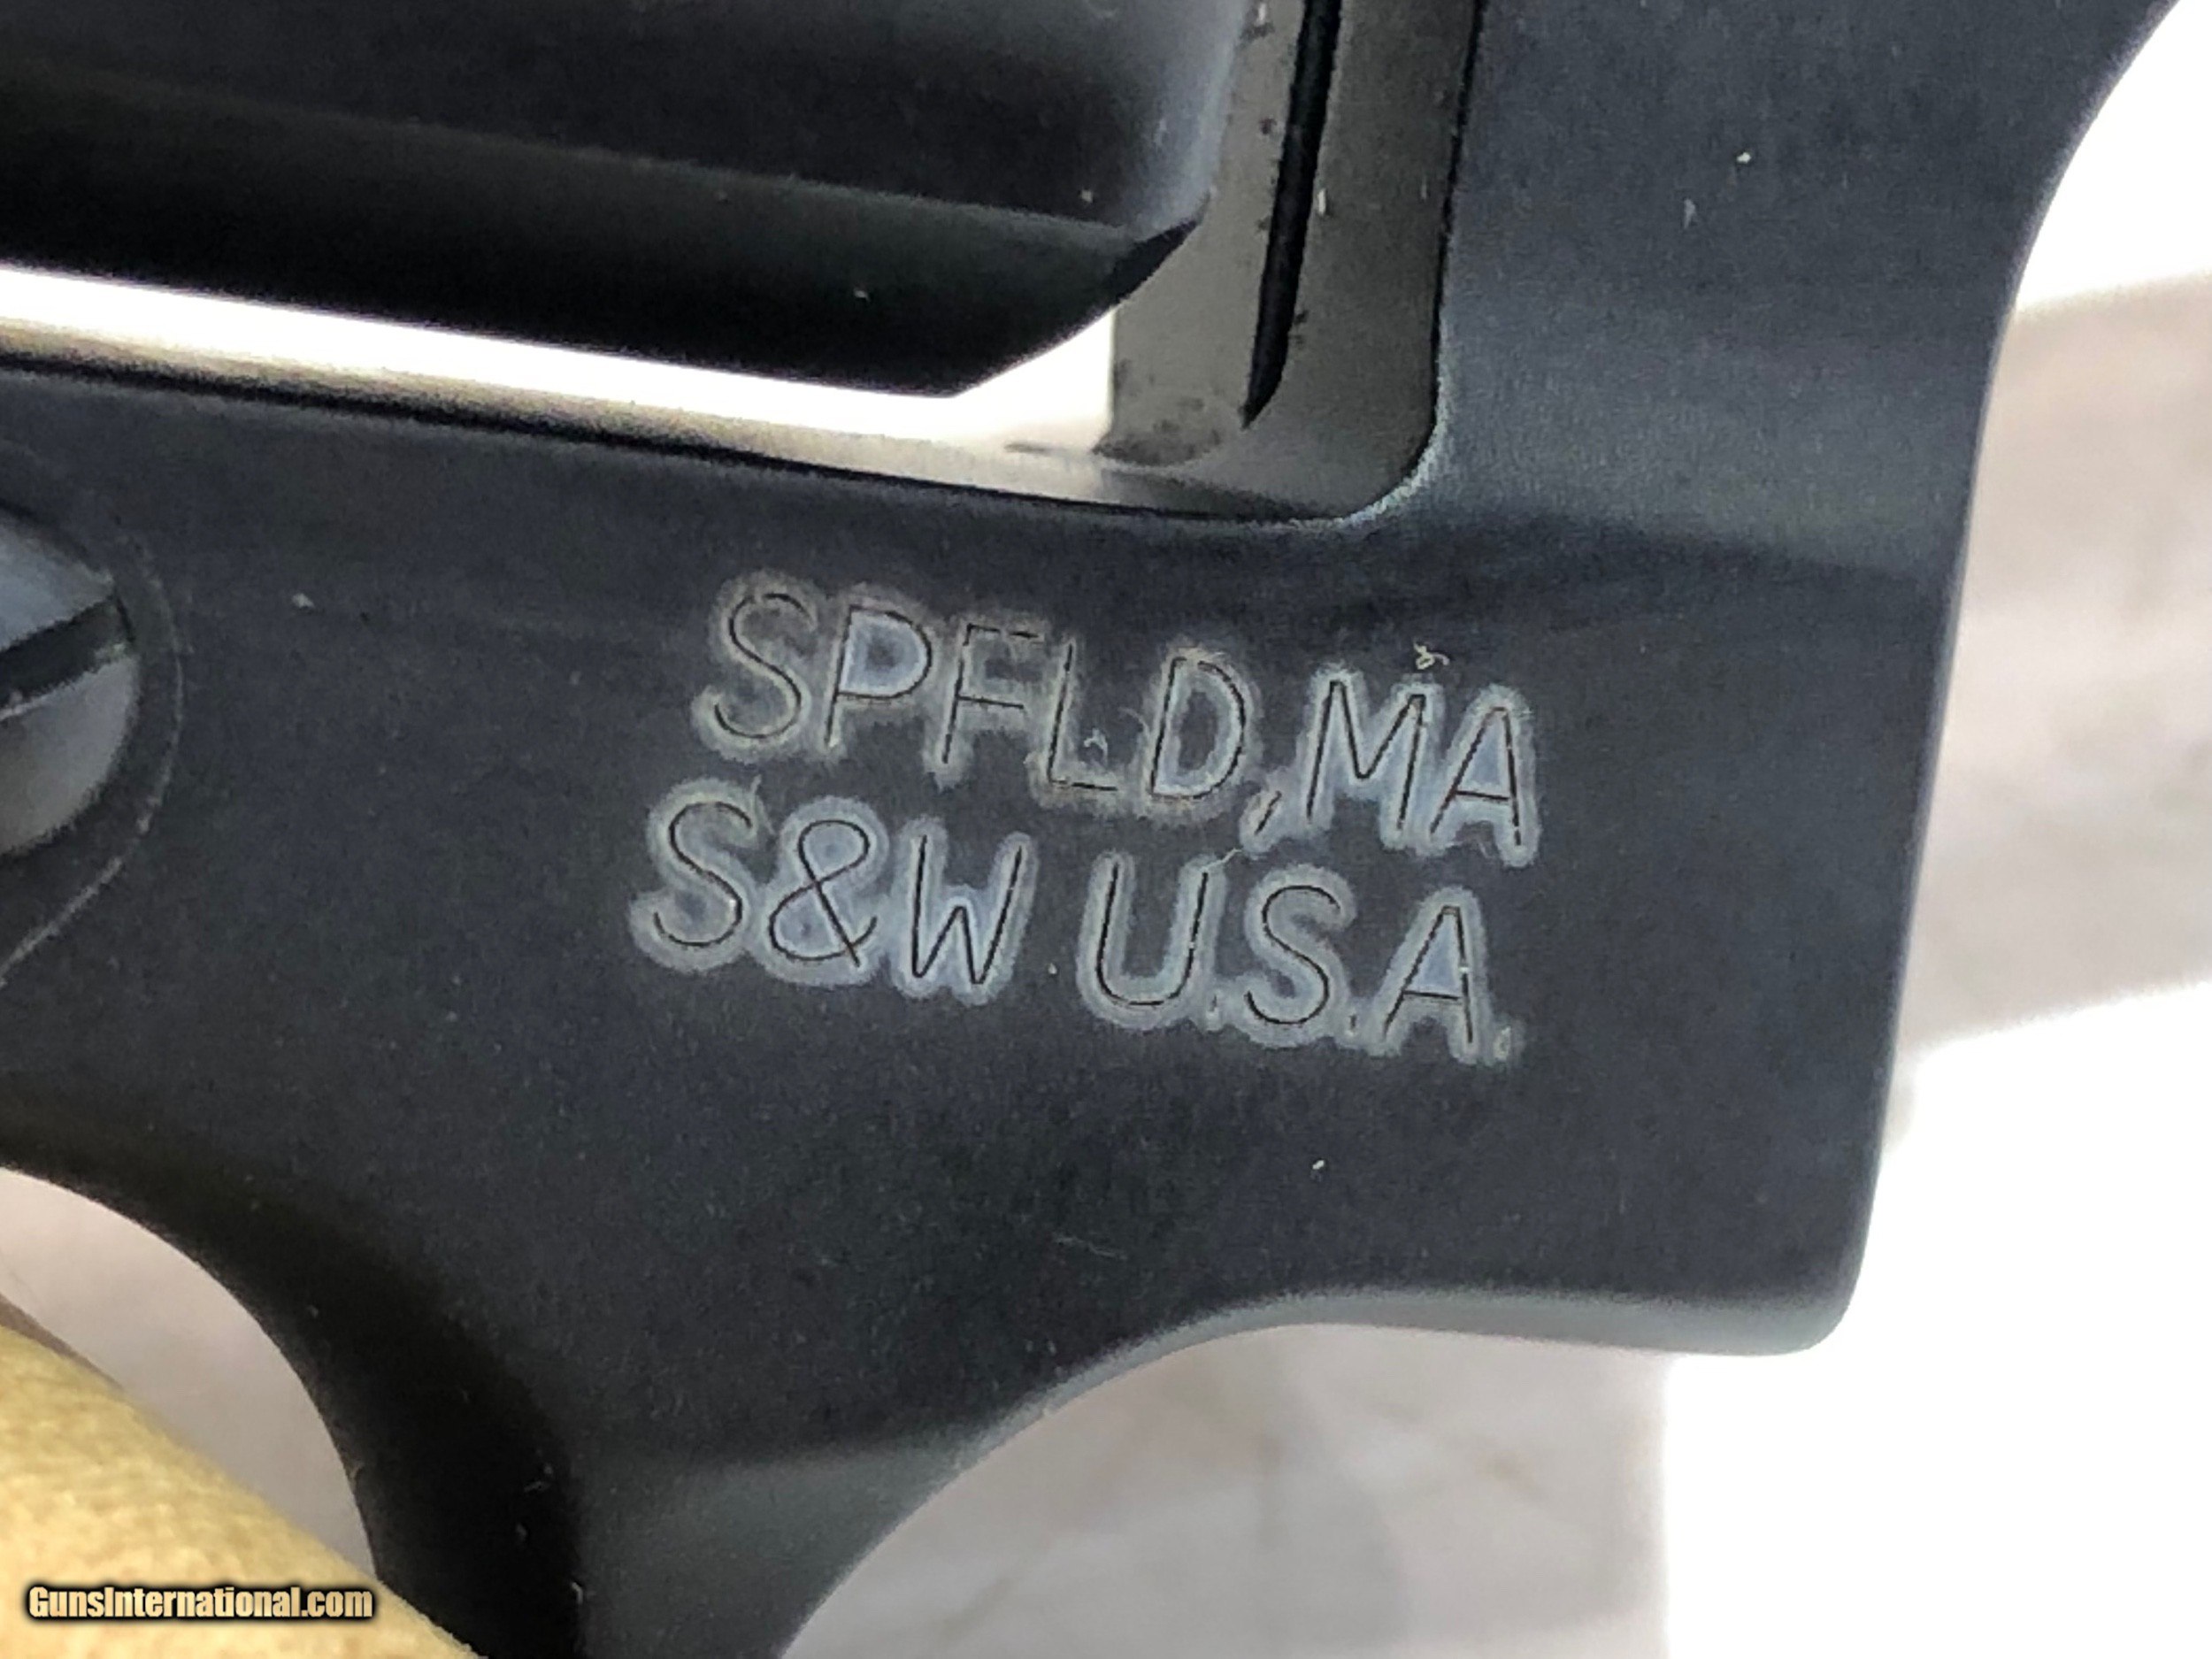 SPFLD,MA
S&W U.S.A.
GunsInternational.com